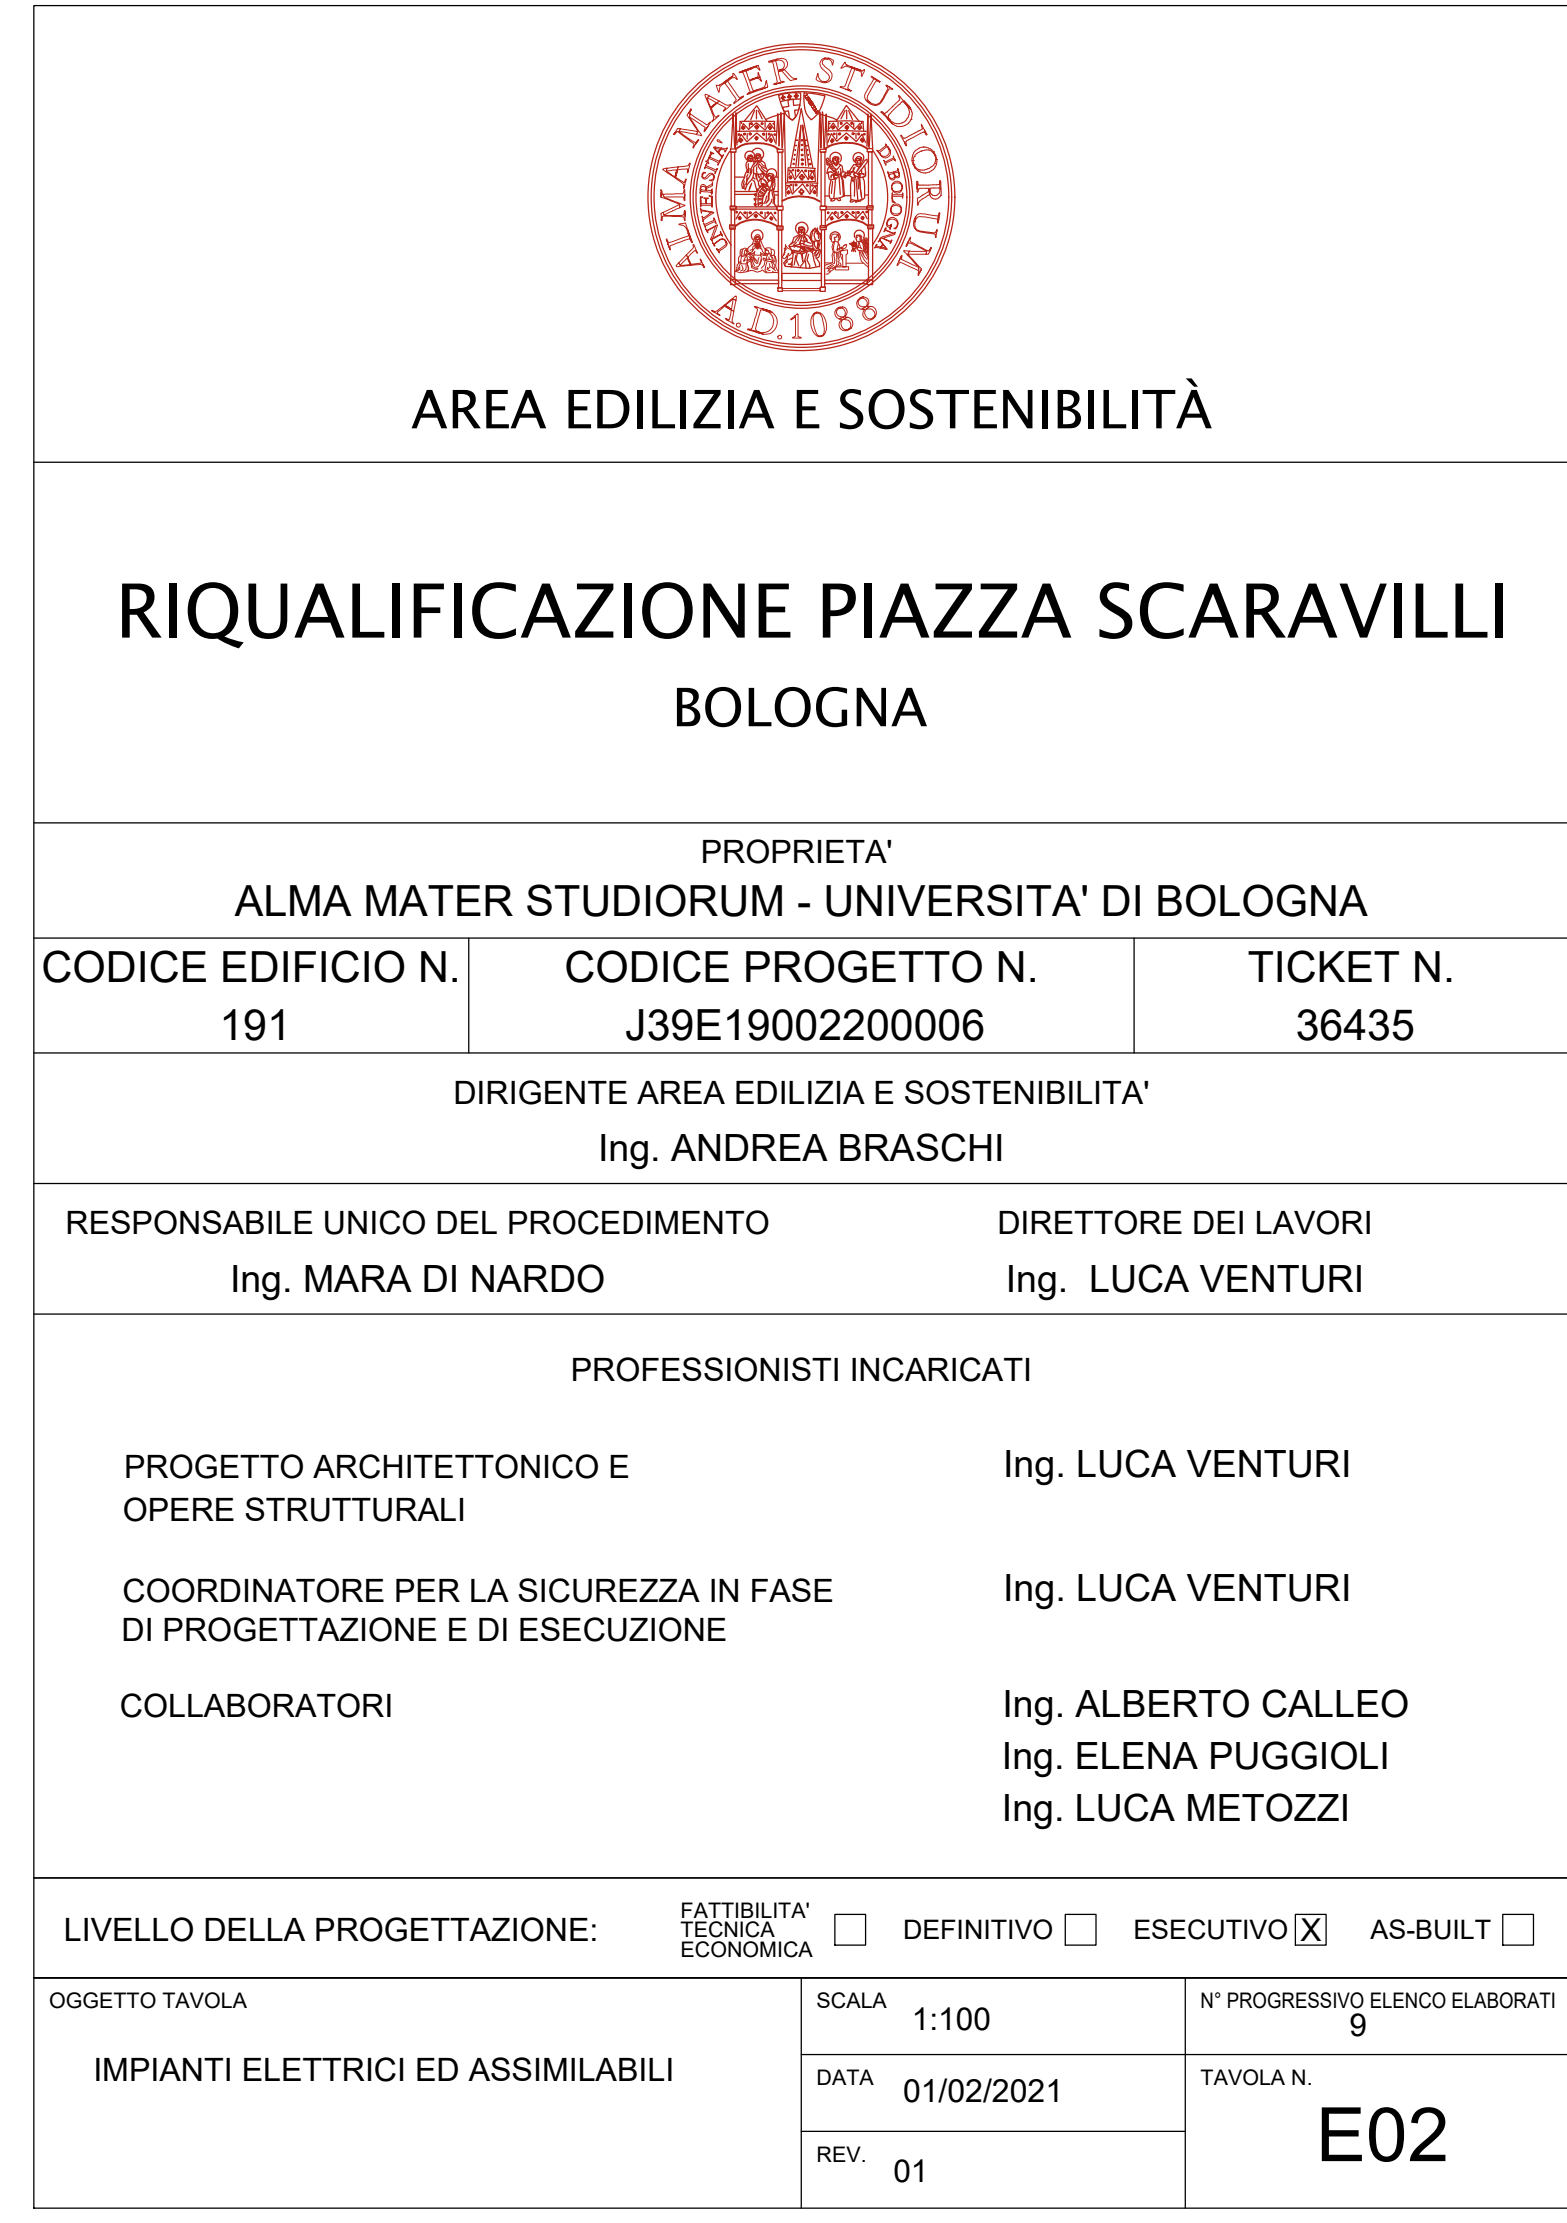 ALMA MATER STUDIORUM
A.D. 1088
UNIVERSITA' DI BOLOGNA
AREA EDILIZIA E SOSTENIBILITÀ
RIQUALIFICAZIONE PIAZZA SCARAVILLI
BOLOGNA
PROPRIETA'
ALMA MATER STUDIORUM - UNIVERSITA' DI BOLOGNA
CODICE EDIFICIO N. CODICE PROGETTO N. TICKET N.
191 J39E19002200006 36435
DIRIGENTE AREA EDILIZIA E SOSTENIBILITA'
Ing. ANDREA BRASCHI
RESPONSABILE UNICO DEL PROCEDIMENTO DIRETTORE DEI LAVORI
Ing. MARA DI NARDO Ing. LUCA VENTURI
PROFESSIONISTI INCARICATI
PROGETTO ARCHITETTONICO E Ing. LUCA VENTURI
OPERE STRUTTURALI
COORDINATORE PER LA SICUREZZA IN FASE Ing. LUCA VENTURI
DI PROGETTAZIONE E DI ESECUZIONE
COLLABORATORI Ing. ALBERTO CALLEO
Ing. ELENA PUGGIOLI
Ing. LUCA METOZZI
LIVELLO DELLA PROGETTAZIONE:
FATTIBILITA'
TECNICA
ECONOMICA
DEFINITIVO ESECUTIVO X AS-BUILT
OGGETTO TAVOLA
IMPIANTI ELETTRICI ED ASSIMILABILI
SCALA 1:100
DATA 01/02/2021
REV. 01
N° PROGRESSIVO ELENCO ELABORATI
9
TAVOLA N.
E02